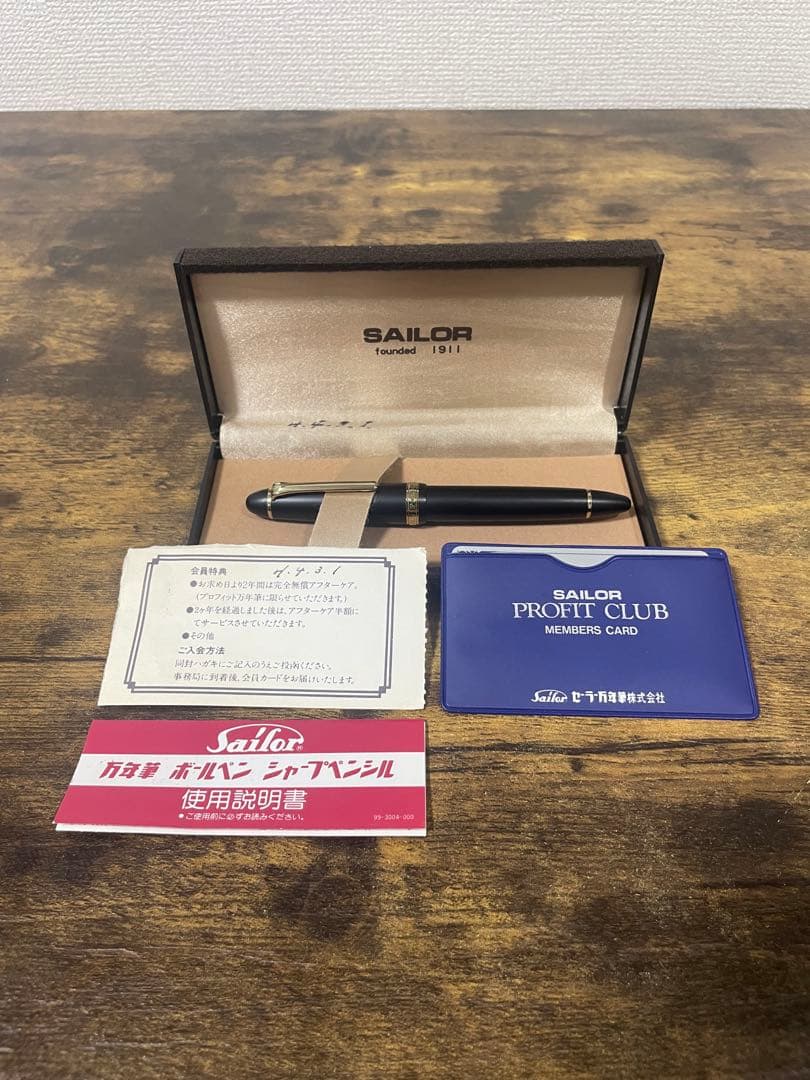 SAILOR
founded 1911
H.4.3.1
会員特典 H.4.3.1
●お求め日より2年間は完全無償アフターケア。
(プロフィット万年筆に限らせていただきます。)
●2ヶ年を経過しました後は、アフターケア半額に
てサービスさせていただきます。
●その他
ご入会方法
同封ハガキにご記入のうえご投函ください。
事務局に到着後、会員カードをお届けいたします。
SAILOR
PROFIT CLUB
MEMBERS CARD
Sailor セーラー万年筆株式会社
Sailor®
万年筆 ボールペン シャープペンシル
使用説明書
●ご使用前に必ずお読みください。
99-3004-000